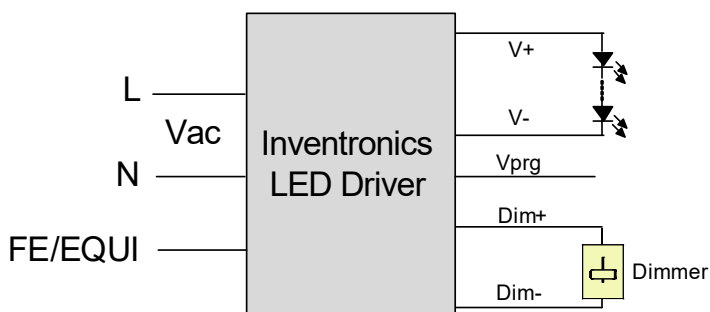 L
Vac
N
FE/EQUI
Inventronics
LED Driver
V+
V-
Vprg
Dim+
Dim-
Dimmer